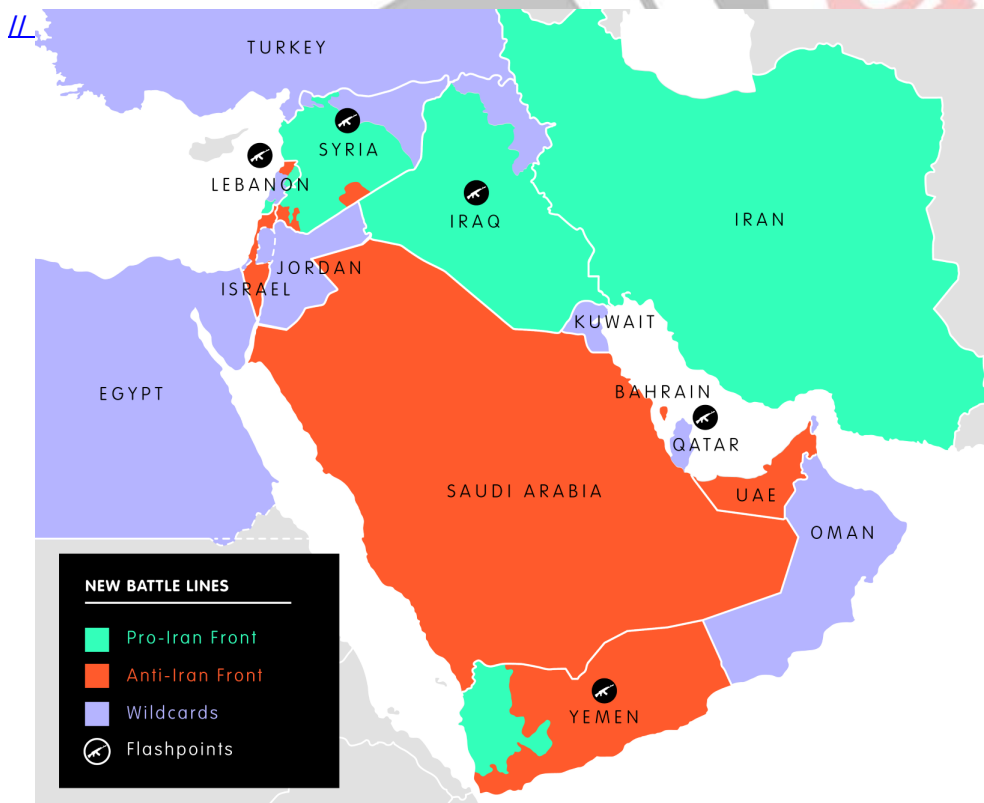 //
TURKEY
SYRIA
LEBANON
IRAQ
IRAN
JORDAN
ISRAEL
KUWAIT
EGYPT
BAHRAIN
QATAR
SAUDI ARABIA
UAE
OMAN
YEMEN
NEW BATTLE LINES
Pro-Iran Front
Anti-Iran Front
Wildcards
Flashpoints